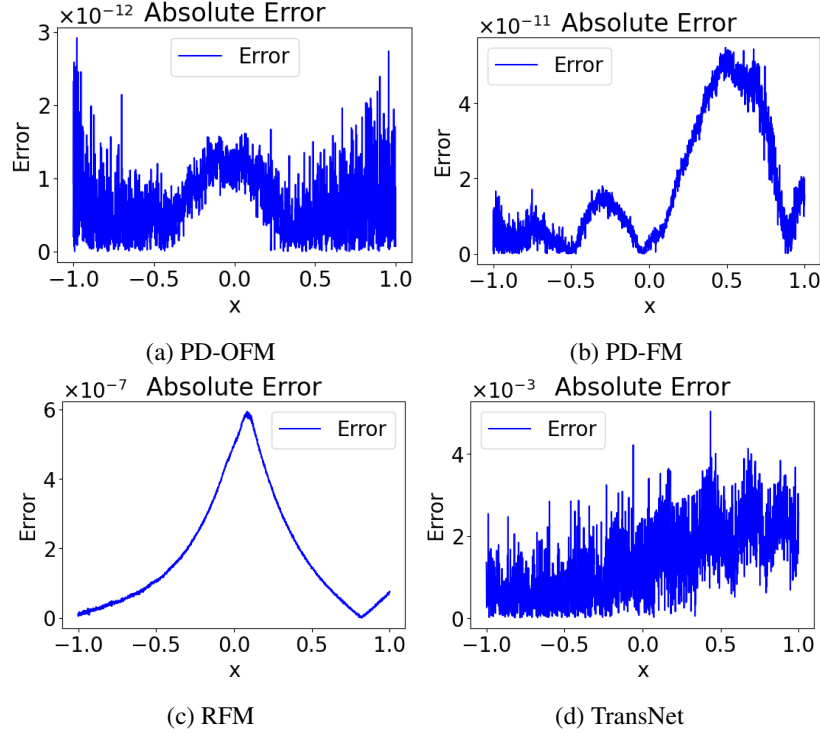 ×10⁻¹² Absolute Error
3
2
1
0
Error
Error
−1.0 −0.5 0.0 0.5 1.0
x
(a) PD-OFM
×10⁻¹¹ Absolute Error
4
2
0
Error
Error
−1.0 −0.5 0.0 0.5 1.0
x
(b) PD-FM
×10⁻⁷ Absolute Error
6
4
2
0
Error
Error
−1.0 −0.5 0.0 0.5 1.0
x
(c) RFM
×10⁻³ Absolute Error
4
2
0
Error
Error
−1.0 −0.5 0.0 0.5 1.0
x
(d) TransNet